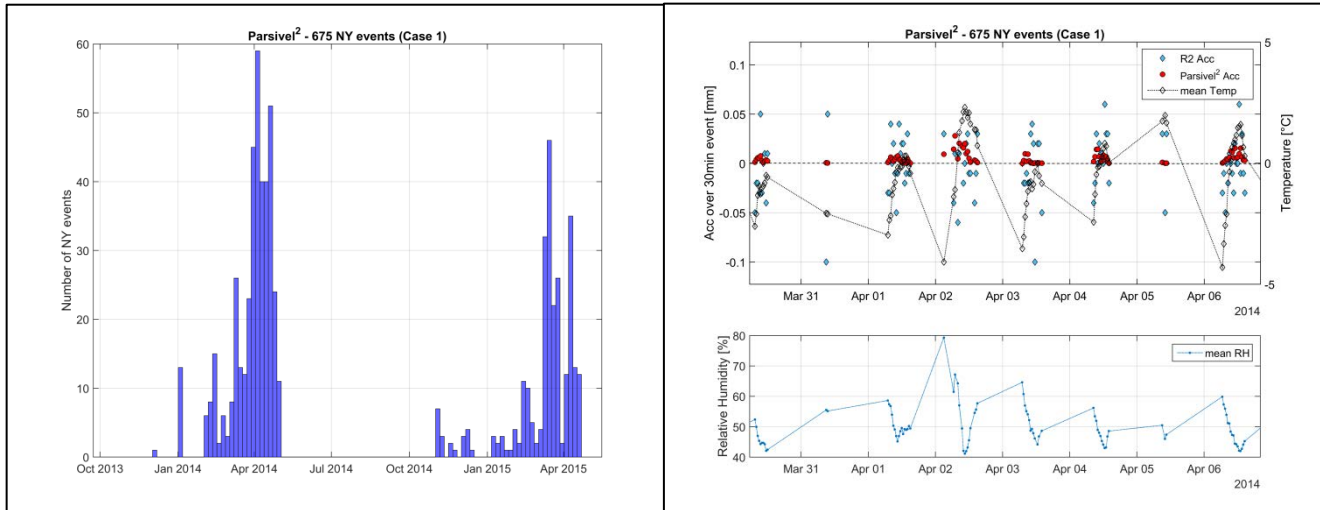 Parsivel² - 675 NY events (Case 1)
Number of NY events
60
50
40
30
20
10
0
Oct 2013 Jan 2014 Apr 2014 Jul 2014 Oct 2014 Jan 2015 Apr 2015
Parsivel² - 675 NY events (Case 1)
R2 Acc
Parsivel² Acc
mean Temp
Acc over 30min event [mm]
0.1
0.05
0
-0.05
-0.1
Temperature [°C]
5
0
-5
Mar 31 Apr 01 Apr 02 Apr 03 Apr 04 Apr 05 Apr 06
2014
mean RH
Relative Humidity [%]
80
70
60
50
40
Mar 31 Apr 01 Apr 02 Apr 03 Apr 04 Apr 05 Apr 06
2014